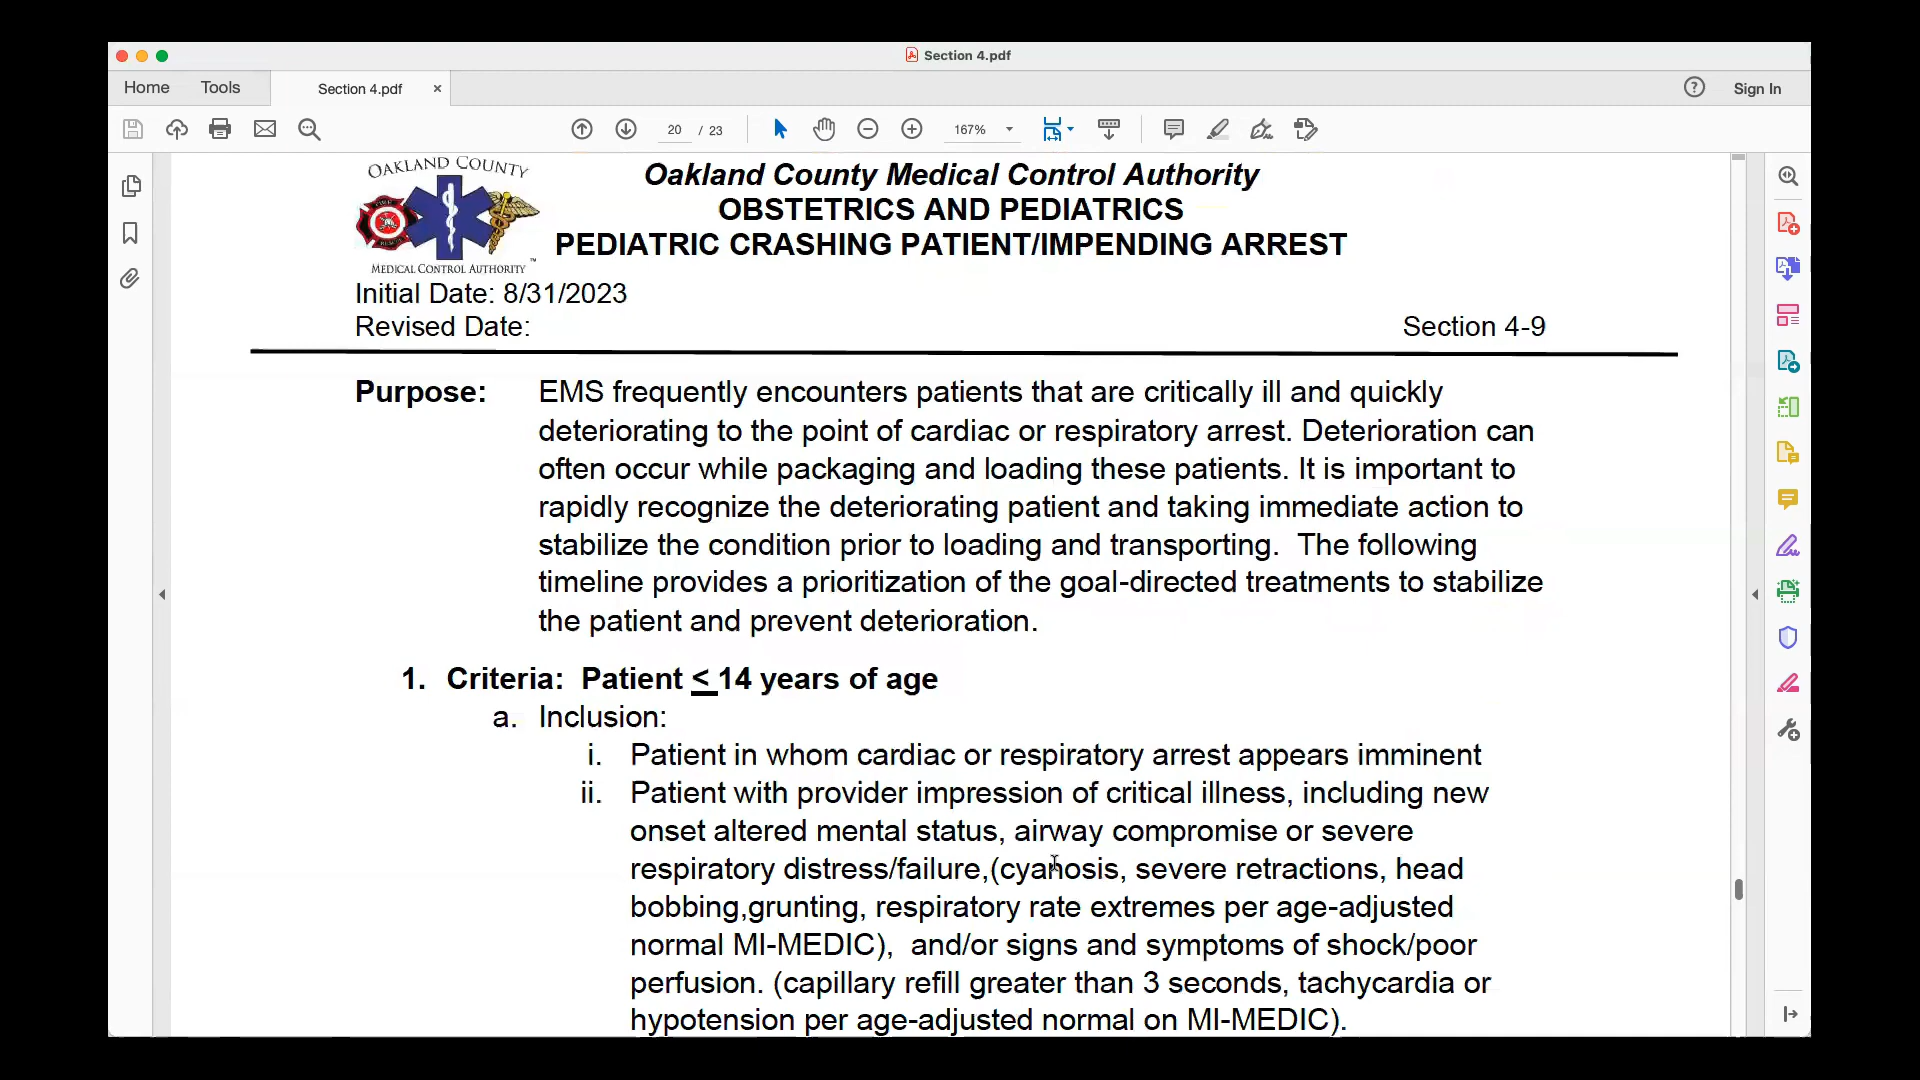 Section 4.pdf
Home Tools Section 4.pdf × ? Sign In
20 / 23 167%
OAKLAND COUNTY
FIRE
RESCUE
MEDICAL CONTROL AUTHORITY ™
Oakland County Medical Control Authority
OBSTETRICS AND PEDIATRICS
PEDIATRIC CRASHING PATIENT/IMPENDING ARREST
Initial Date: 8/31/2023
Revised Date:
Section 4-9
Purpose: EMS frequently encounters patients that are critically ill and quickly
deteriorating to the point of cardiac or respiratory arrest. Deterioration can
often occur while packaging and loading these patients. It is important to
rapidly recognize the deteriorating patient and taking immediate action to
stabilize the condition prior to loading and transporting.  The following
timeline provides a prioritization of the goal-directed treatments to stabilize
the patient and prevent deterioration.
1. Criteria:  Patient < 14 years of age
a. Inclusion:
i. Patient in whom cardiac or respiratory arrest appears imminent
ii. Patient with provider impression of critical illness, including new
onset altered mental status, airway compromise or severe
respiratory distress/failure,(cyanosis, severe retractions, head
bobbing,grunting, respiratory rate extremes per age-adjusted
normal MI-MEDIC),  and/or signs and symptoms of shock/poor
perfusion. (capillary refill greater than 3 seconds, tachycardia or
hypotension per age-adjusted normal on MI-MEDIC).